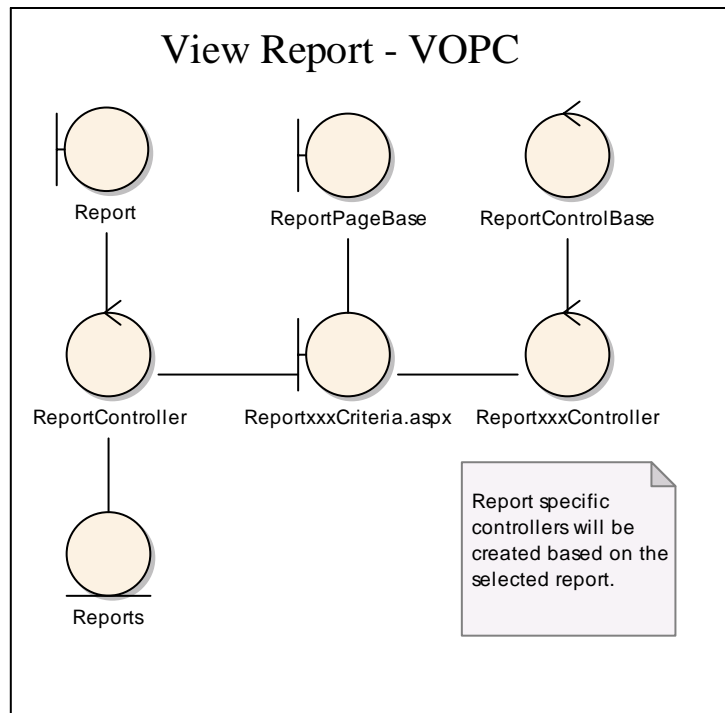 View Report - VOPC
Report
ReportPageBase
ReportControlBase
ReportController
ReportxxxCriteria.aspx
ReportxxxController
Report specific
controllers will be
created based on the
selected report.
Reports